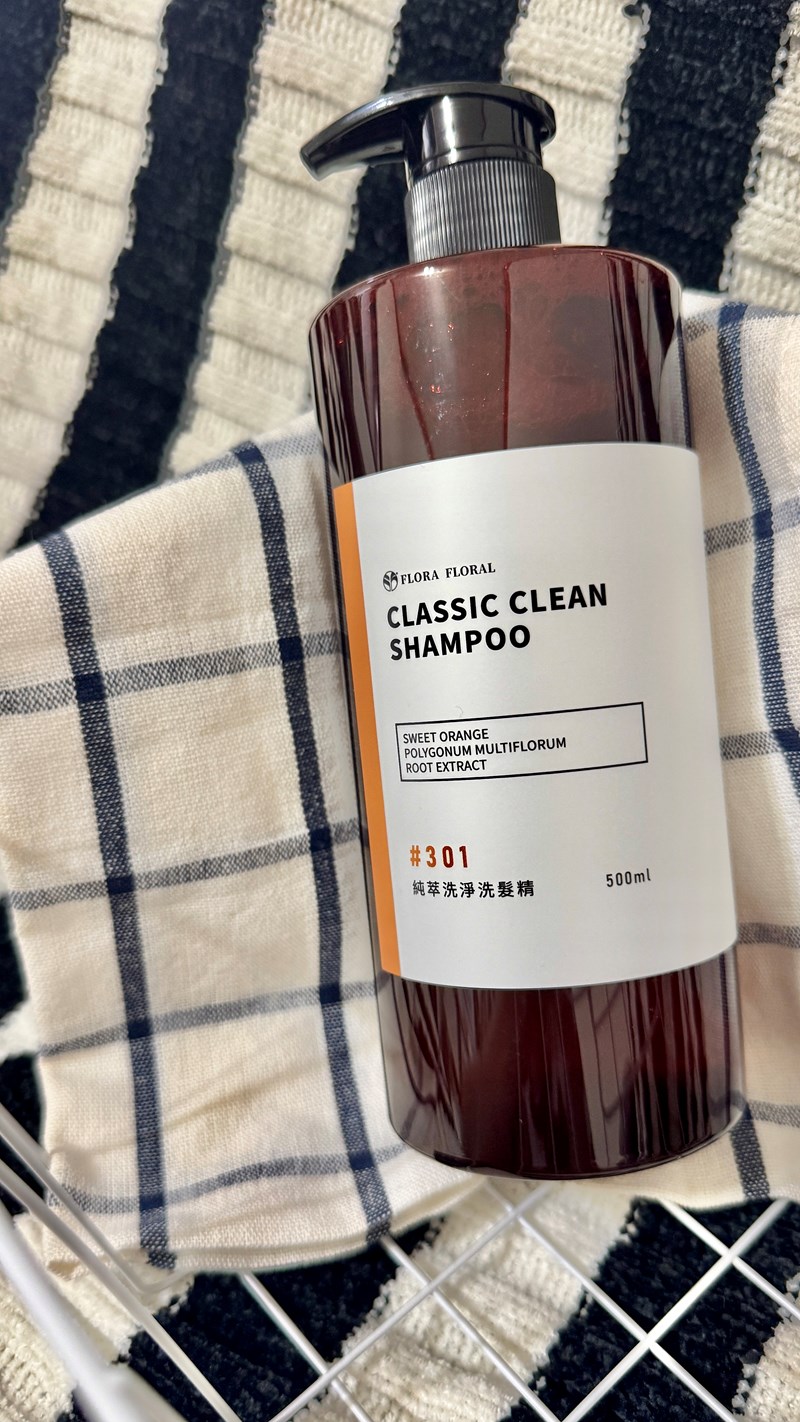 FLORA FLORAL
CLASSIC CLEAN
SHAMPOO
SWEET ORANGE
POLYGONUM MULTIFLORUM
ROOT EXTRACT
#301
純萃洗淨洗髮精
500ml